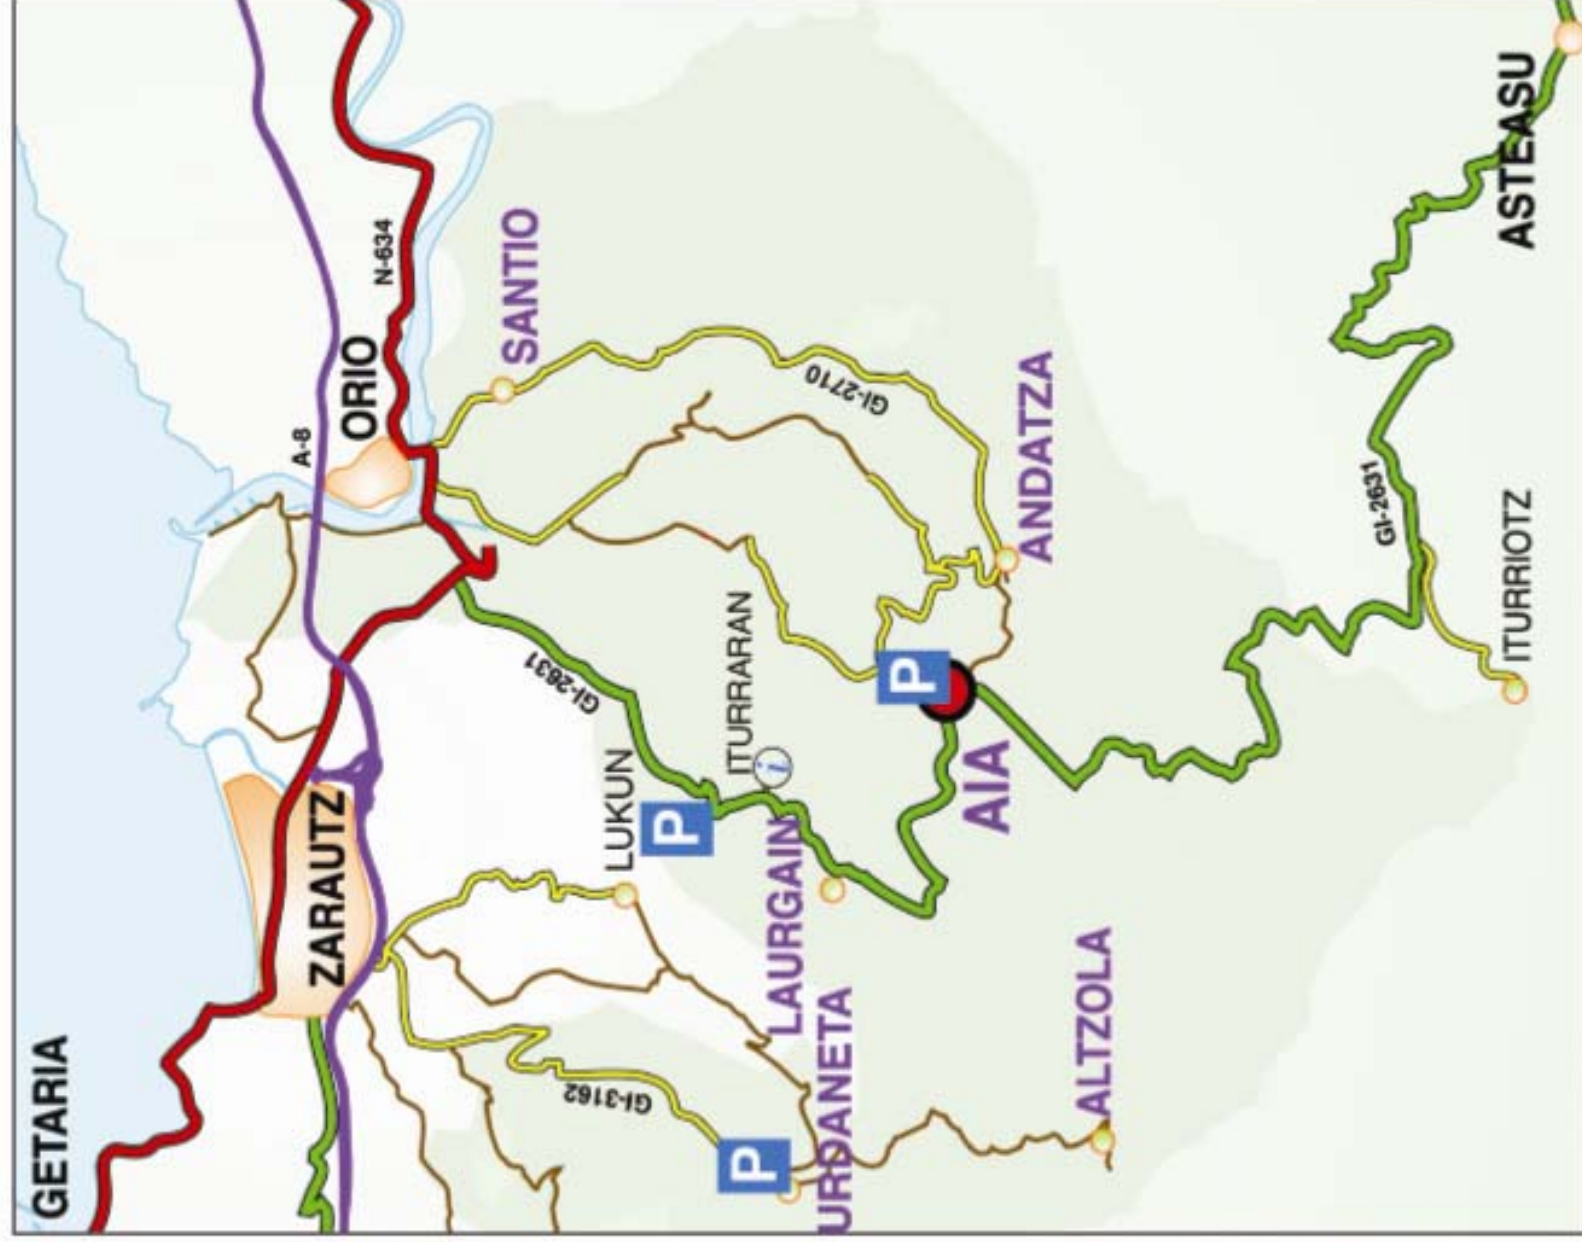 GETARIA
ZARAUTZ
A-8
ORIO
N-634
SANTIO
GI-2631
LUKUN
P
ITURRARAN
i
LAURGAIN
GI-3162
P
URDANETA
GI-2710
P
AIA
ANDATZA
ALTZOLA
GI-2631
ITURRIOTZ
ASTEASU